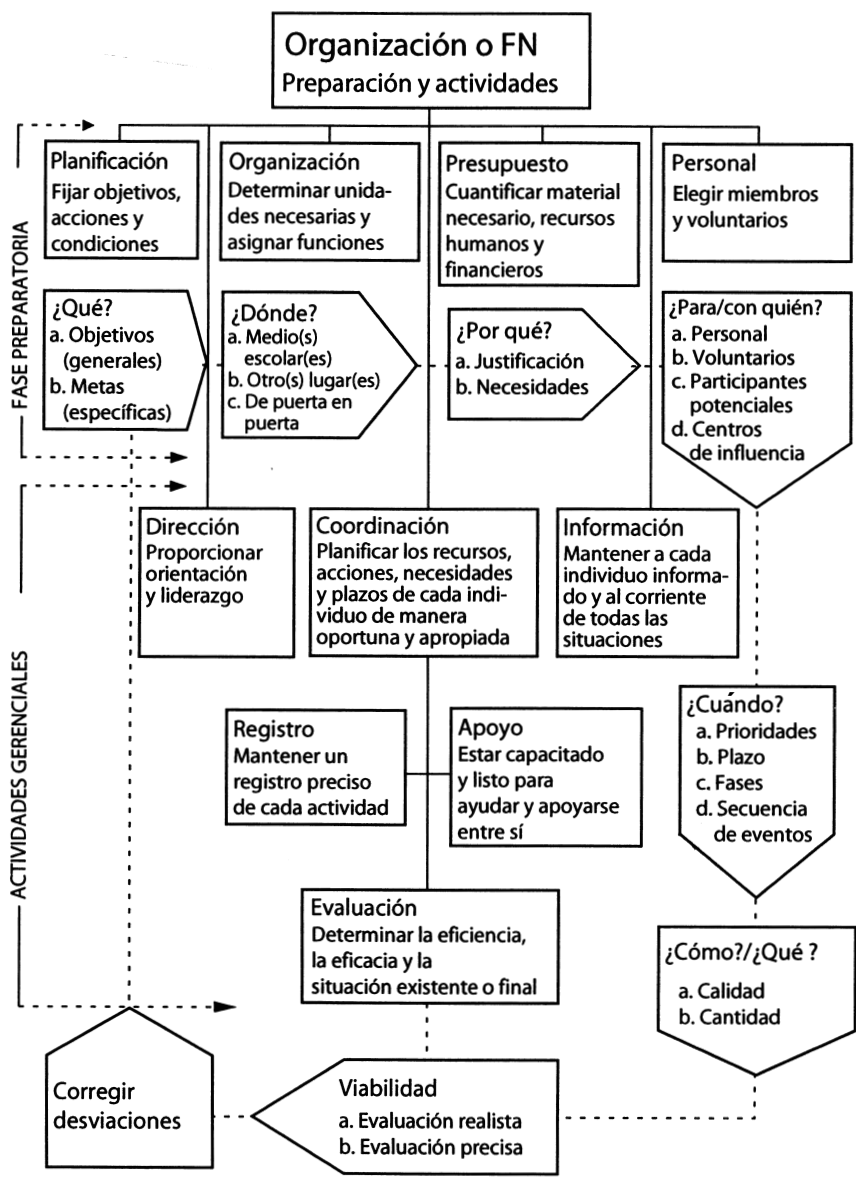 Organización o FN
Preparación y actividades
FASE PREPARATORIA
Planificación
Fijar objetivos,
acciones y
condiciones
Organización
Determinar unida-
des necesarias y
asignar funciones
Presupuesto
Cuantificar material
necesario, recursos
humanos y
financieros
Personal
Elegir miembros
y voluntarios
¿Qué?
a. Objetivos
(generales)
b. Metas
(específicas)
¿Dónde?
a. Medio(s)
escolar(es)
b. Otro(s) lugar(es)
c. De puerta en
puerta
¿Por qué?
a. Justificación
b. Necesidades
¿Para/con quién?
a. Personal
b. Voluntarios
c. Participantes
potenciales
d. Centros
de influencia
ACTIVIDADES GERENCIALES
Dirección
Proporcionar
orientación
y liderazgo
Coordinación
Planificar los recursos,
acciones, necesidades
y plazos de cada indi-
viduo de manera
oportuna y apropiada
Información
Mantener a cada
individuo informa-
do y al corriente
de todas las
situaciones
Registro
Mantener un
registro preciso
de cada actividad
Apoyo
Estar capacitado
y listo para
ayudar y apoyarse
entre sí
¿Cuándo?
a. Prioridades
b. Plazo
c. Fases
d. Secuencia
de eventos
Evaluación
Determinar la eficiencia,
la eficacia y la
situación existente o final
¿Cómo?/¿Qué ?
a. Calidad
b. Cantidad
Corregir
desviaciones
Viabilidad
a. Evaluación realista
b. Evaluación precisa